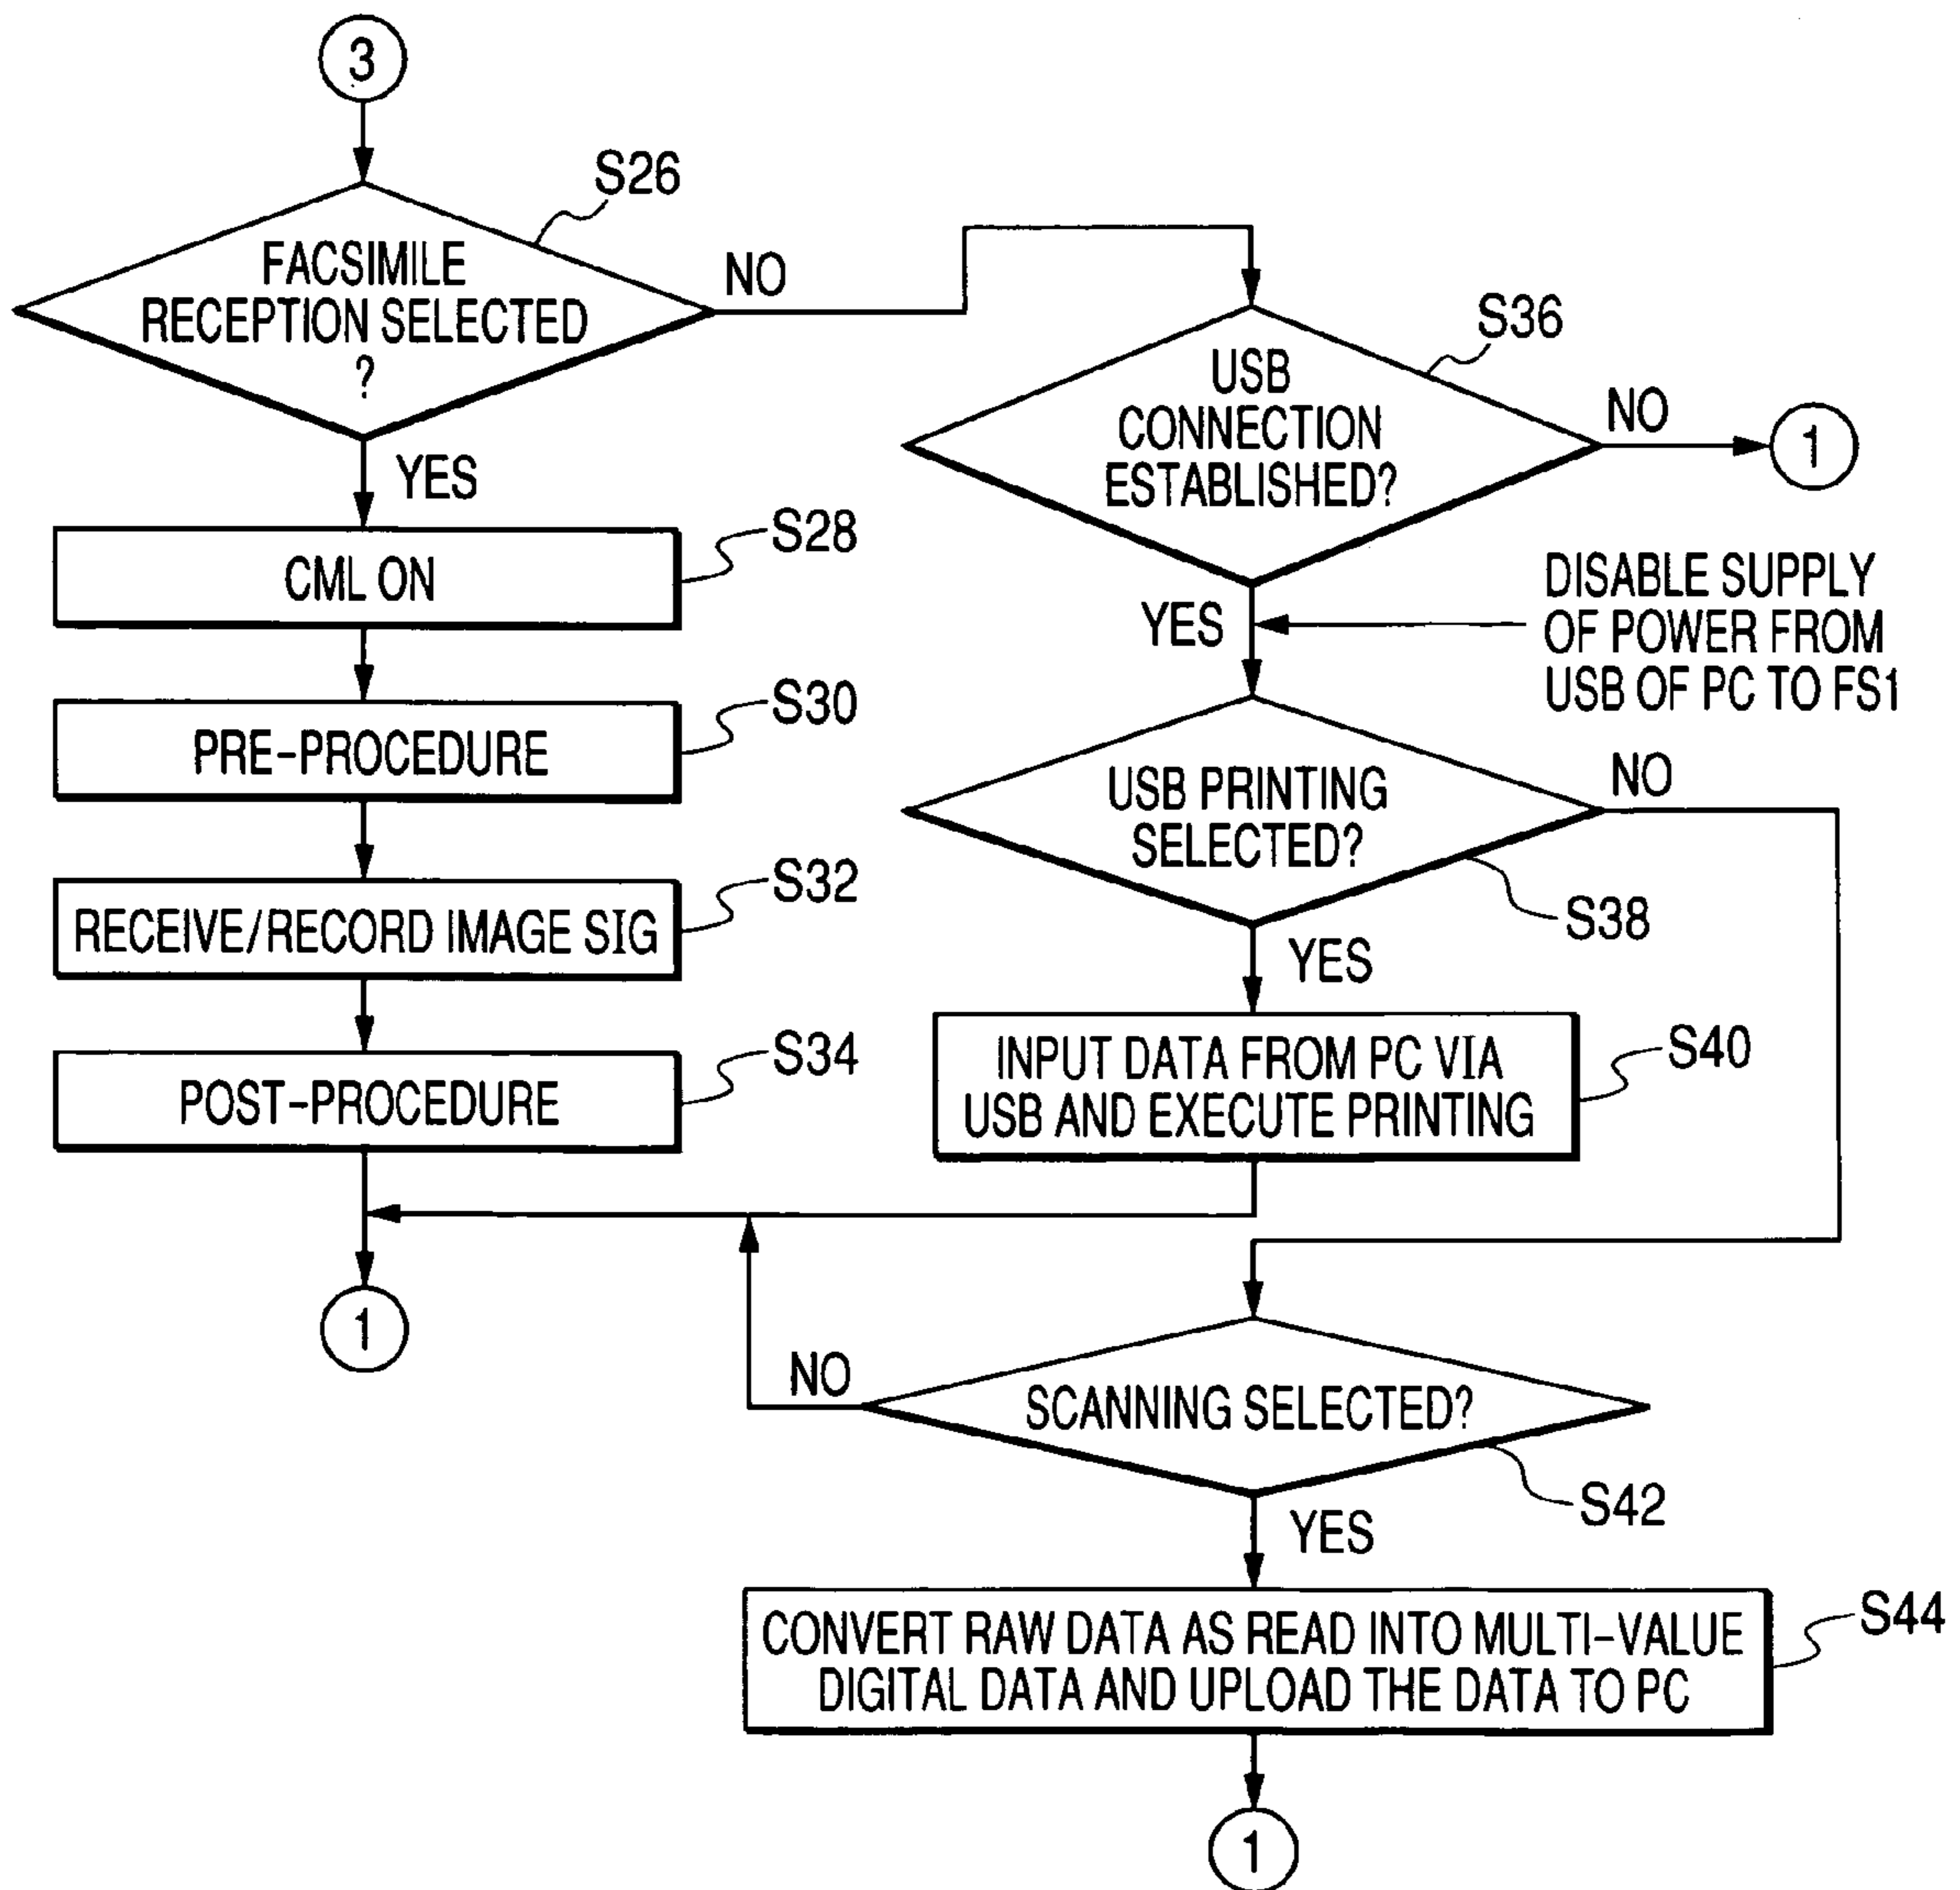 3
S26
FACSIMILE
RECEPTION SELECTED
?
NO
YES
S28
CML ON
S30
PRE-PROCEDURE
S32
RECEIVE/RECORD IMAGE SIG
S34
POST-PROCEDURE
1
S36
USB
CONNECTION
ESTABLISHED?
NO
1
YES
DISABLE SUPPLY
OF POWER FROM
USB OF PC TO FS1
USB PRINTING
SELECTED?
NO
S38
YES
INPUT DATA FROM PC VIA
USB AND EXECUTE PRINTING
S40
NO
SCANNING SELECTED?
S42
YES
CONVERT RAW DATA AS READ INTO MULTI-VALUE
DIGITAL DATA AND UPLOAD THE DATA TO PC
S44
1